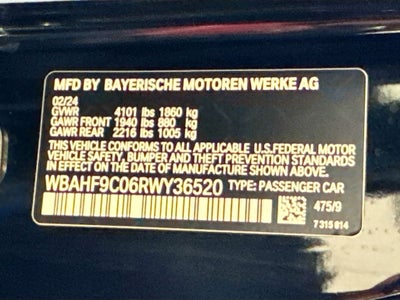 MFD BY BAYERISCHE MOTOREN WERKE AG
02/24
GVWR 4101 lbs 1860 kg
GAWR FRONT 1940 lbs 880 kg
GAWR REAR 2216 lbs 1005 kg
THIS VEHICLE CONFORMS TO ALL APPLICABLE U.S.FEDERAL MOTOR
VEHICLE SAFETY, BUMPER AND THEFT PREVENTION STANDARDS
IN EFFECT ON THE DATE OF MANUFACTURE SHOWN ABOVE.
WBAHF9C06RWY36520 TYPE: PASSENGER CAR
475/9
7 315 814